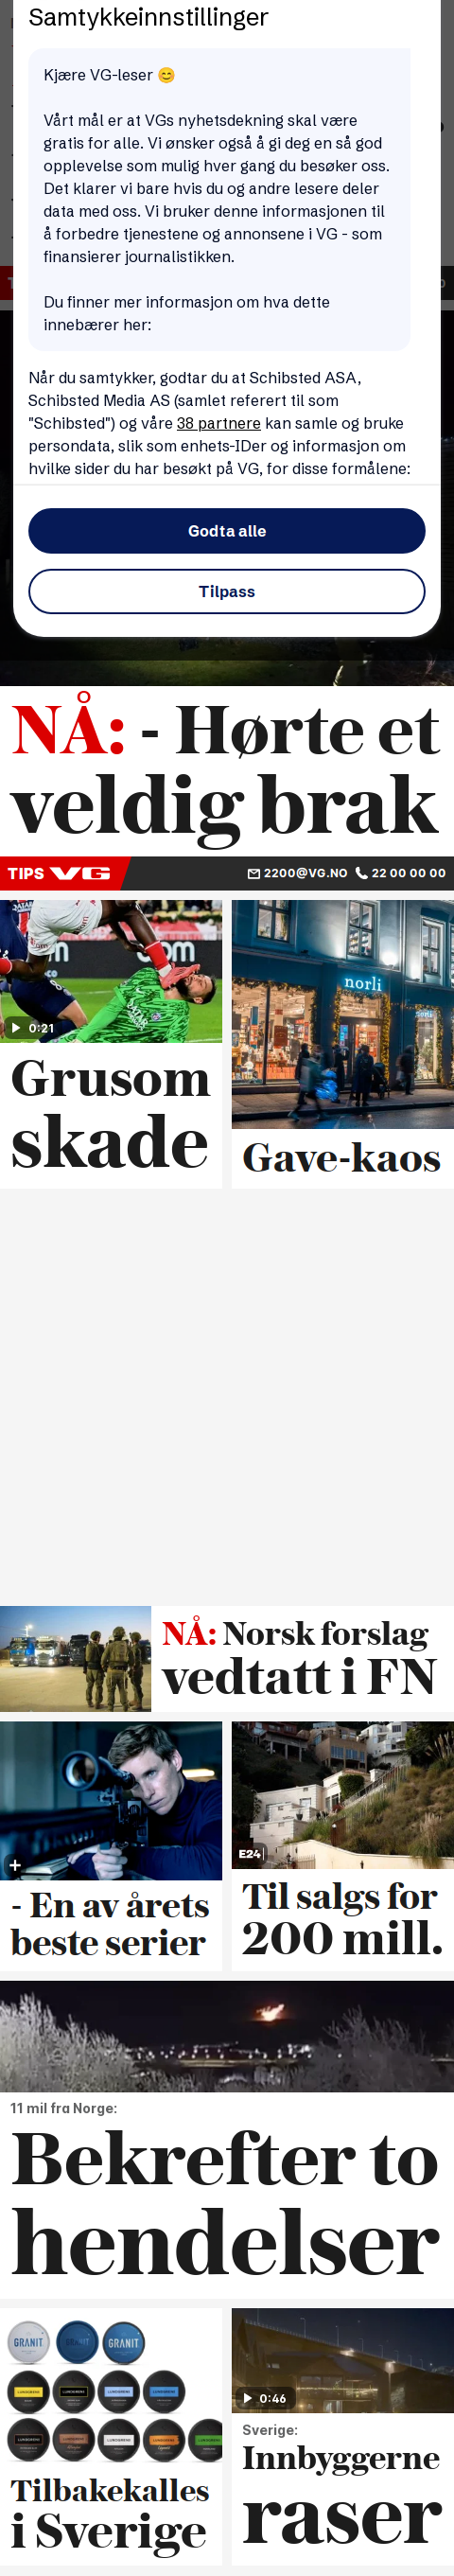 Samtykkeinnstillinger
Kjære VG-leser 😊
Vårt mål er at VGs nyhetsdekning skal være
gratis for alle. Vi ønsker også å gi deg en så god
opplevelse som mulig hver gang du besøker oss.
Det klarer vi bare hvis du og andre lesere deler
data med oss. Vi bruker denne informasjonen til
å forbedre tjenestene og annonsene i VG - som
finansierer journalistikken.
Du finner mer informasjon om hva dette
innebærer her:
Når du samtykker, godtar du at Schibsted ASA,
Schibsted Media AS (samlet referert til som
"Schibsted") og våre 38 partnere kan samle og bruke
persondata, slik som enhets-IDer og informasjon om
hvilke sider du har besøkt på VG, for disse formålene:
Godta alle
Tilpass
NÅ: - Hørte et
veldig brak
TIPS VG 2200@VG.NO 22 00 00 00
0:21
Grusom
skade
norli
norli
Gave-kaos
NÅ: Norsk forslag
vedtatt i FN
- En av årets
beste serier
E24
Til salgs for
200 mill.
11 mil fra Norge:
Bekrefter to
hendelser
GRANIT
GRANIT
Tilbakekalles
i Sverige
0:46
Sverige:
Innbyggerne
raser